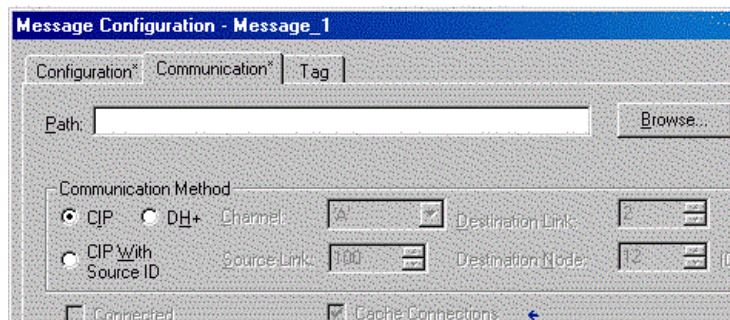 Message Configuration - Message_1
Configuration* Communication* Tag
Path: Browse...
Communication Method
CIP DH+ Channel: 'A' Destination Link: 2
CIP With
Source ID Source Link: 100 Destination Node: 12
Connected Cache Connections